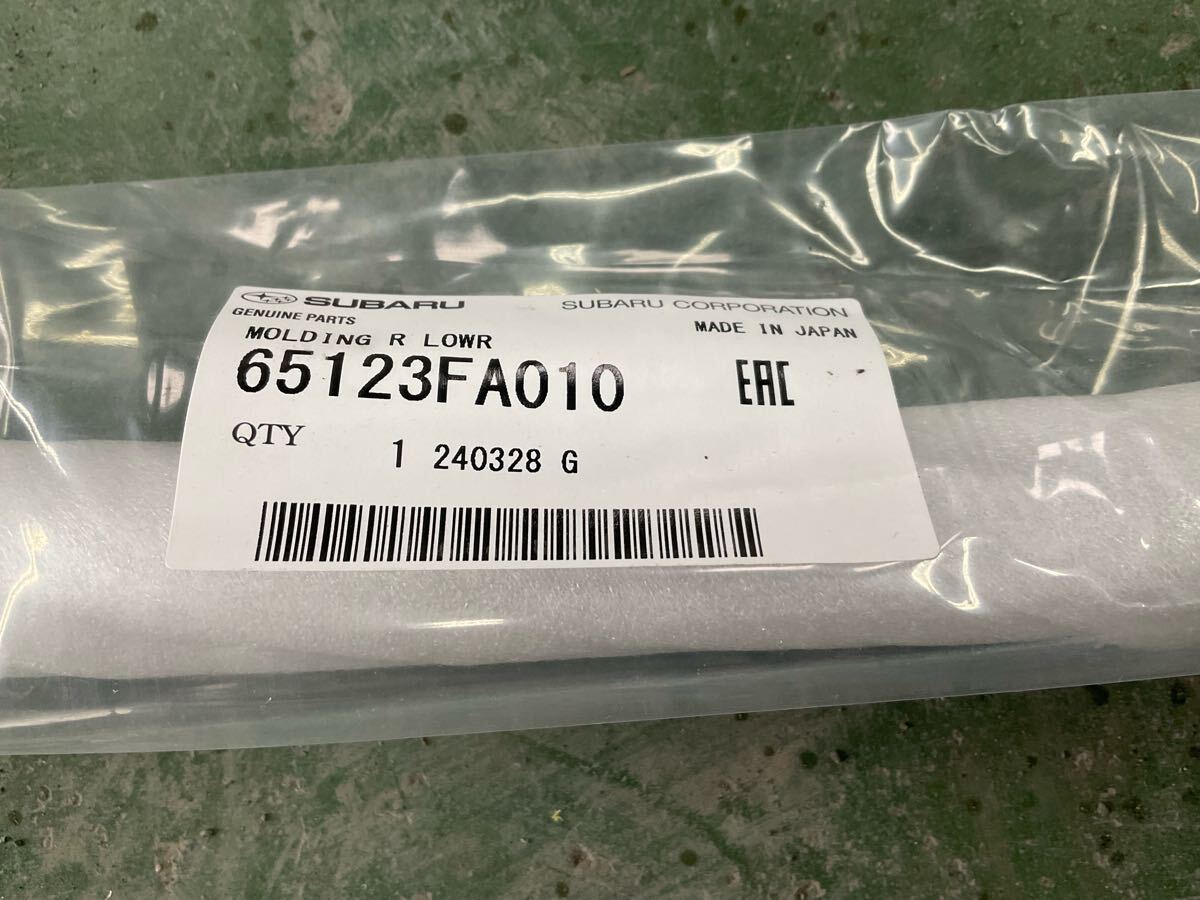 SUBARU SUBARU CORPORATION
GENUINE PARTS MADE IN JAPAN
MOLDING R LOWR
65123FA010 EAC
QTY 1 240328 G